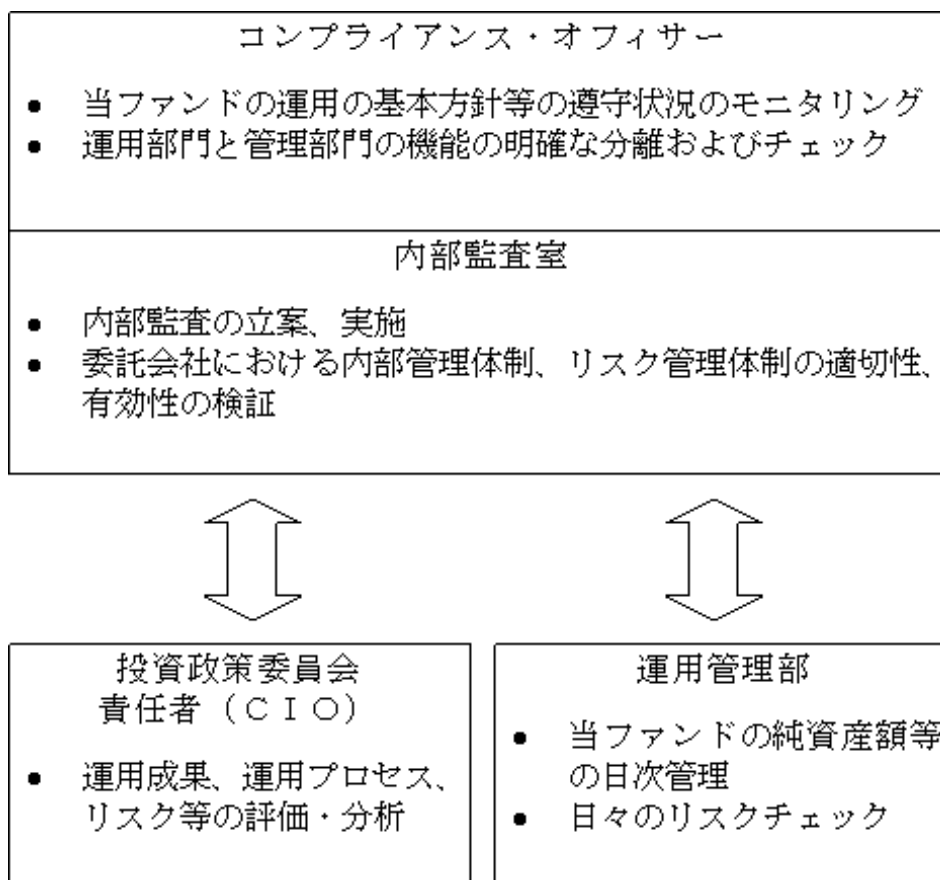 コンプライアンス・オフィサー
● 当ファンドの運用の基本方針等の遵守状況のモニタリング
● 運用部門と管理部門の機能の明確な分離およびチェック
内部監査室
● 内部監査の立案、実施
● 委託会社における内部管理体制、リスク管理体制の適切性、
有効性の検証
投資政策委員会
責任者（ＣＩＯ）
● 運用成果、運用プロセス、
リスク等の評価・分析
運用管理部
● 当ファンドの純資産額等
の日次管理
● 日々のリスクチェック